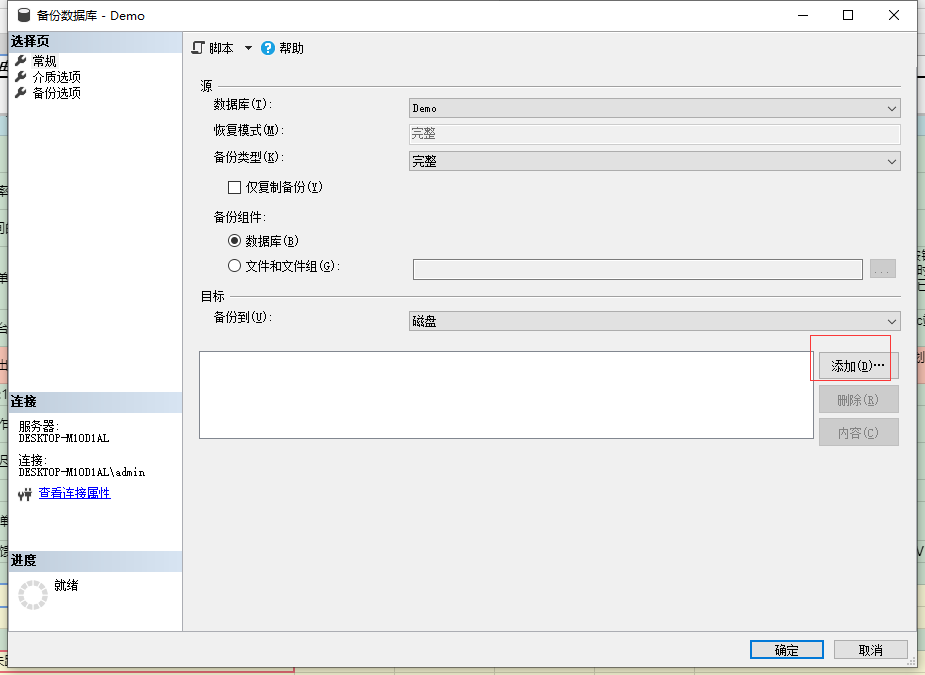 备份数据库 - Demo
选择页
常规
介质选项
备份选项
脚本
帮助
源
数据库(T):
Demo
恢复模式(M):
完整
备份类型(K):
完整
仅复制备份(Y)
备份组件:
数据库(B)
文件和文件组(G):
...
目标
备份到(U):
磁盘
添加(D)...
删除(R)
内容(C)
连接
服务器:
DESKTOP-M1OD1AL
连接:
DESKTOP-M1OD1AL\admin
查看连接属性
进度
就绪
确定
取消